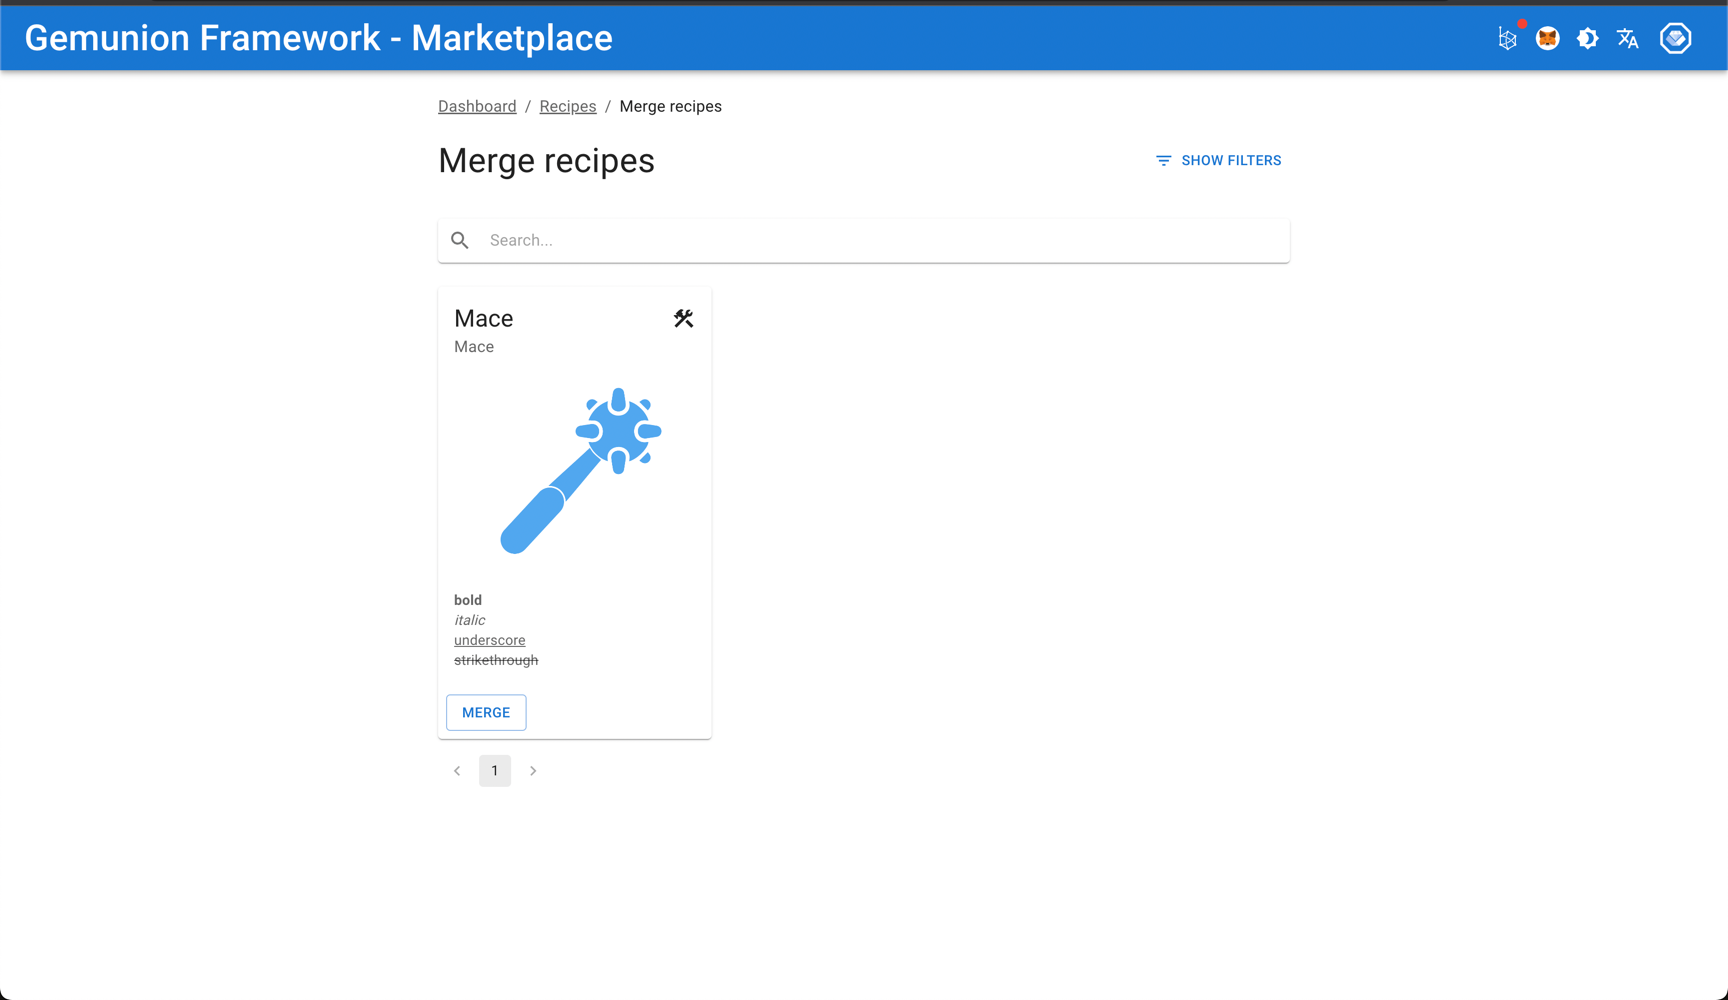 Gemunion Framework - Marketplace
Dashboard / Recipes / Merge recipes
Merge recipes
SHOW FILTERS
Search...
Mace
Mace
bold
italic
underscore
strikethrough
MERGE
1